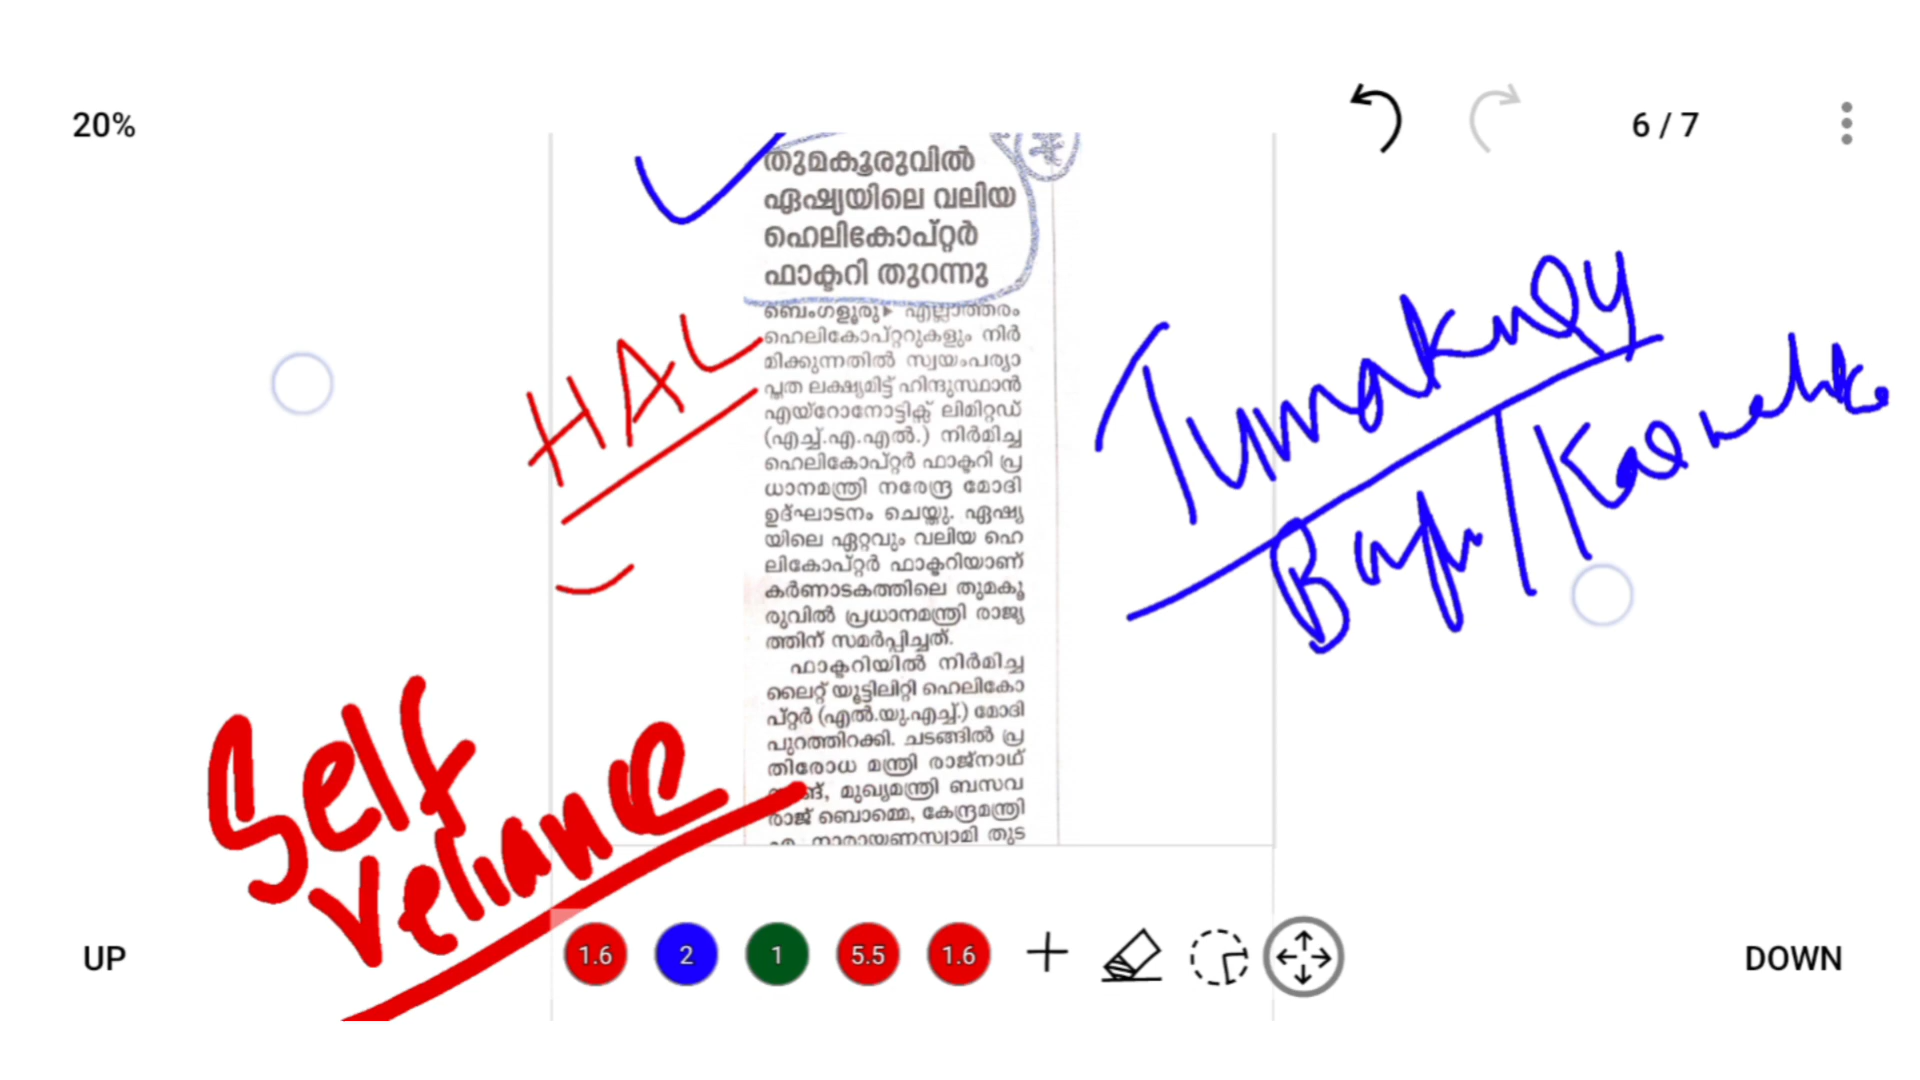 20%
6 / 7
തുമകൂരുവിൽ
ഏഷ്യയിലെ വലിയ
ഹെലികോപ്റ്റർ
ഫാക്ടറി തുറന്നു
ബെംഗളൂരു▸ എല്ലാത്തരം
ഹെലികോപ്റ്ററുകളും നിർ
മിക്കുന്നതിൽ സ്വയംപര്യാ
പ്തത ലക്ഷ്യമിട്ട് ഹിന്ദുസ്ഥാൻ
എയ്റോനോട്ടിക്സ് ലിമിറ്റഡ്
(എച്ച്.എ.എൽ.) നിർമിച്ച
ഹെലികോപ്റ്റർ ഫാക്ടറി പ്ര
ധാനമന്ത്രി നരേന്ദ്ര മോദി
ഉദ്ഘാടനം ചെയ്തു. ഏഷ്യ
യിലെ ഏറ്റവും വലിയ ഹെ
ലികോപ്റ്റർ ഫാക്ടറിയാണ്
കർണാടകത്തിലെ തുമകൂ
രുവിൽ പ്രധാനമന്ത്രി രാജ്യ
ത്തിന് സമർപ്പിച്ചത്.
ഫാക്ടറിയിൽ നിർമിച്ച
ലൈറ്റ് യൂട്ടിലിറ്റി ഹെലികോ
പ്റ്റർ (എൽ.യു.എച്ച്.) മോദി
പുറത്തിറക്കി. ചടങ്ങിൽ പ്ര
തിരോധ മന്ത്രി രാജ്നാഥ്
മുഖ്യമന്ത്രി ബസവ
രാജ് ബൊമ്മെ, കേന്ദ്രമന്ത്രി
നാരായണസ്വാമി തുട
HAL
Self
reliance
UP
1.6 2 1 5.5 1.6
DOWN